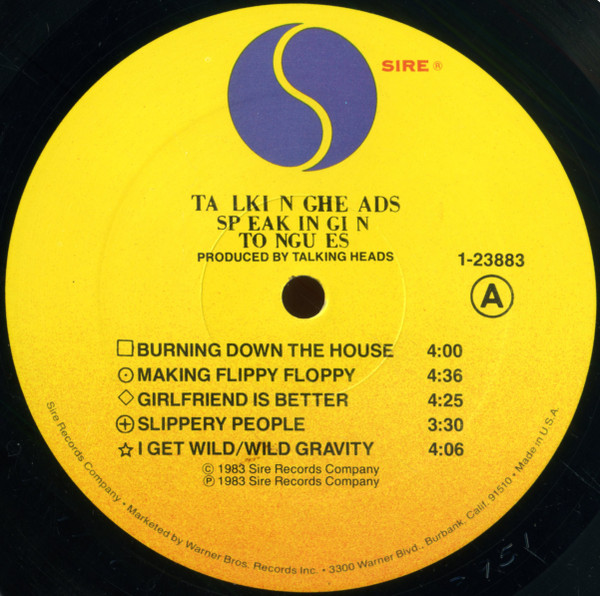 SIRE ®
TA LKI N GHE ADS
SP EAK IN GI N
TO NGU ES
PRODUCED BY TALKING HEADS
1-23883
A
BURNING DOWN THE HOUSE 4:00
MAKING FLIPPY FLOPPY 4:36
GIRLFRIEND IS BETTER 4:25
SLIPPERY PEOPLE 3:30
I GET WILD/WILD GRAVITY 4:06
© 1983 Sire Records Company
℗ 1983 Sire Records Company
Sire Records Company • Marketed by Warner Bros. Records Inc. • 3300 Warner Blvd., Burbank, Calif. 91510 • Made in U.S.A.